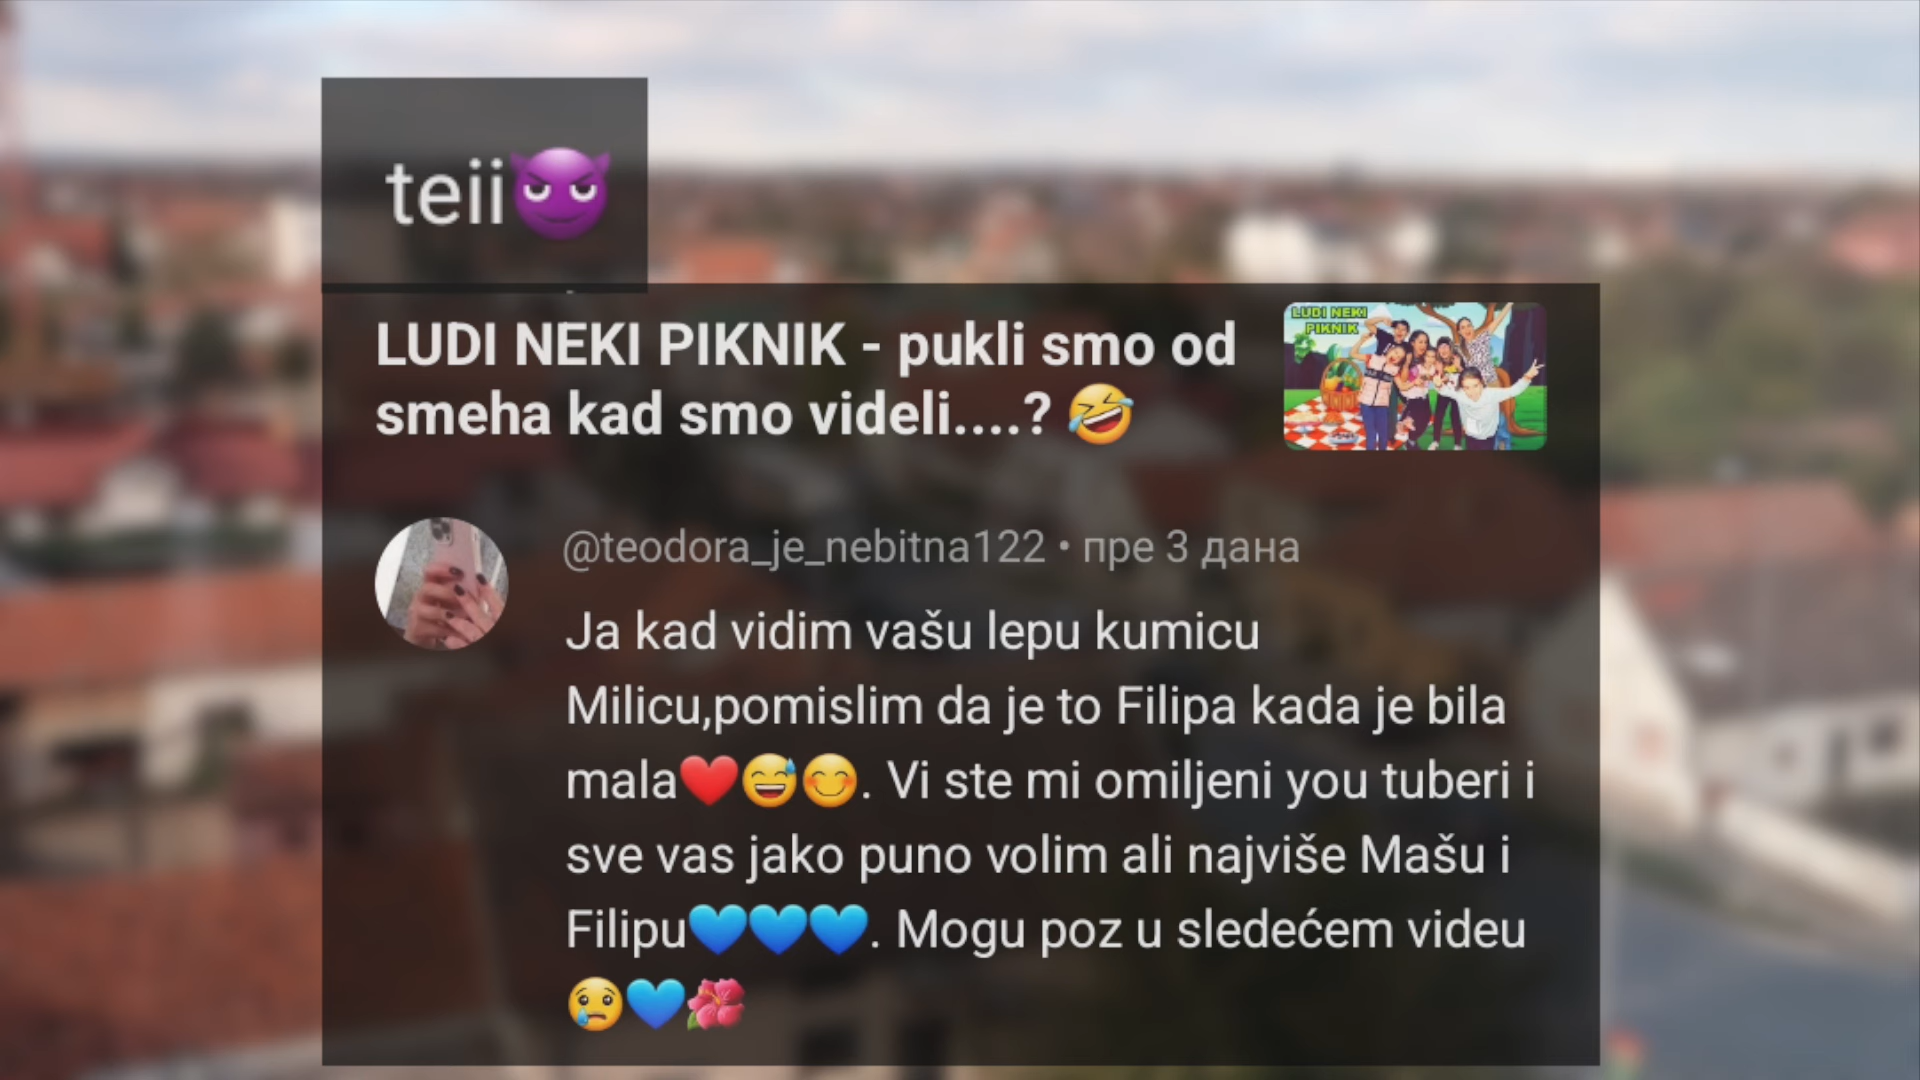 teii😈
LUDI NEKI PIKNIK - pukli smo od
smeha kad smo videli....? 🤣
LUDI NEKI
PIKNIK
@teodora_je_nebitna122 • пре 3 дана
Ja kad vidim vašu lepu kumicu
Milicu,pomislim da je to Filipa kada je bila
mala❤️😅😊. Vi ste mi omiljeni you tuberi i
sve vas jako puno volim ali najviše Mašu i
Filipu💙💙💙. Mogu poz u sledećem videu
😢💙🌺